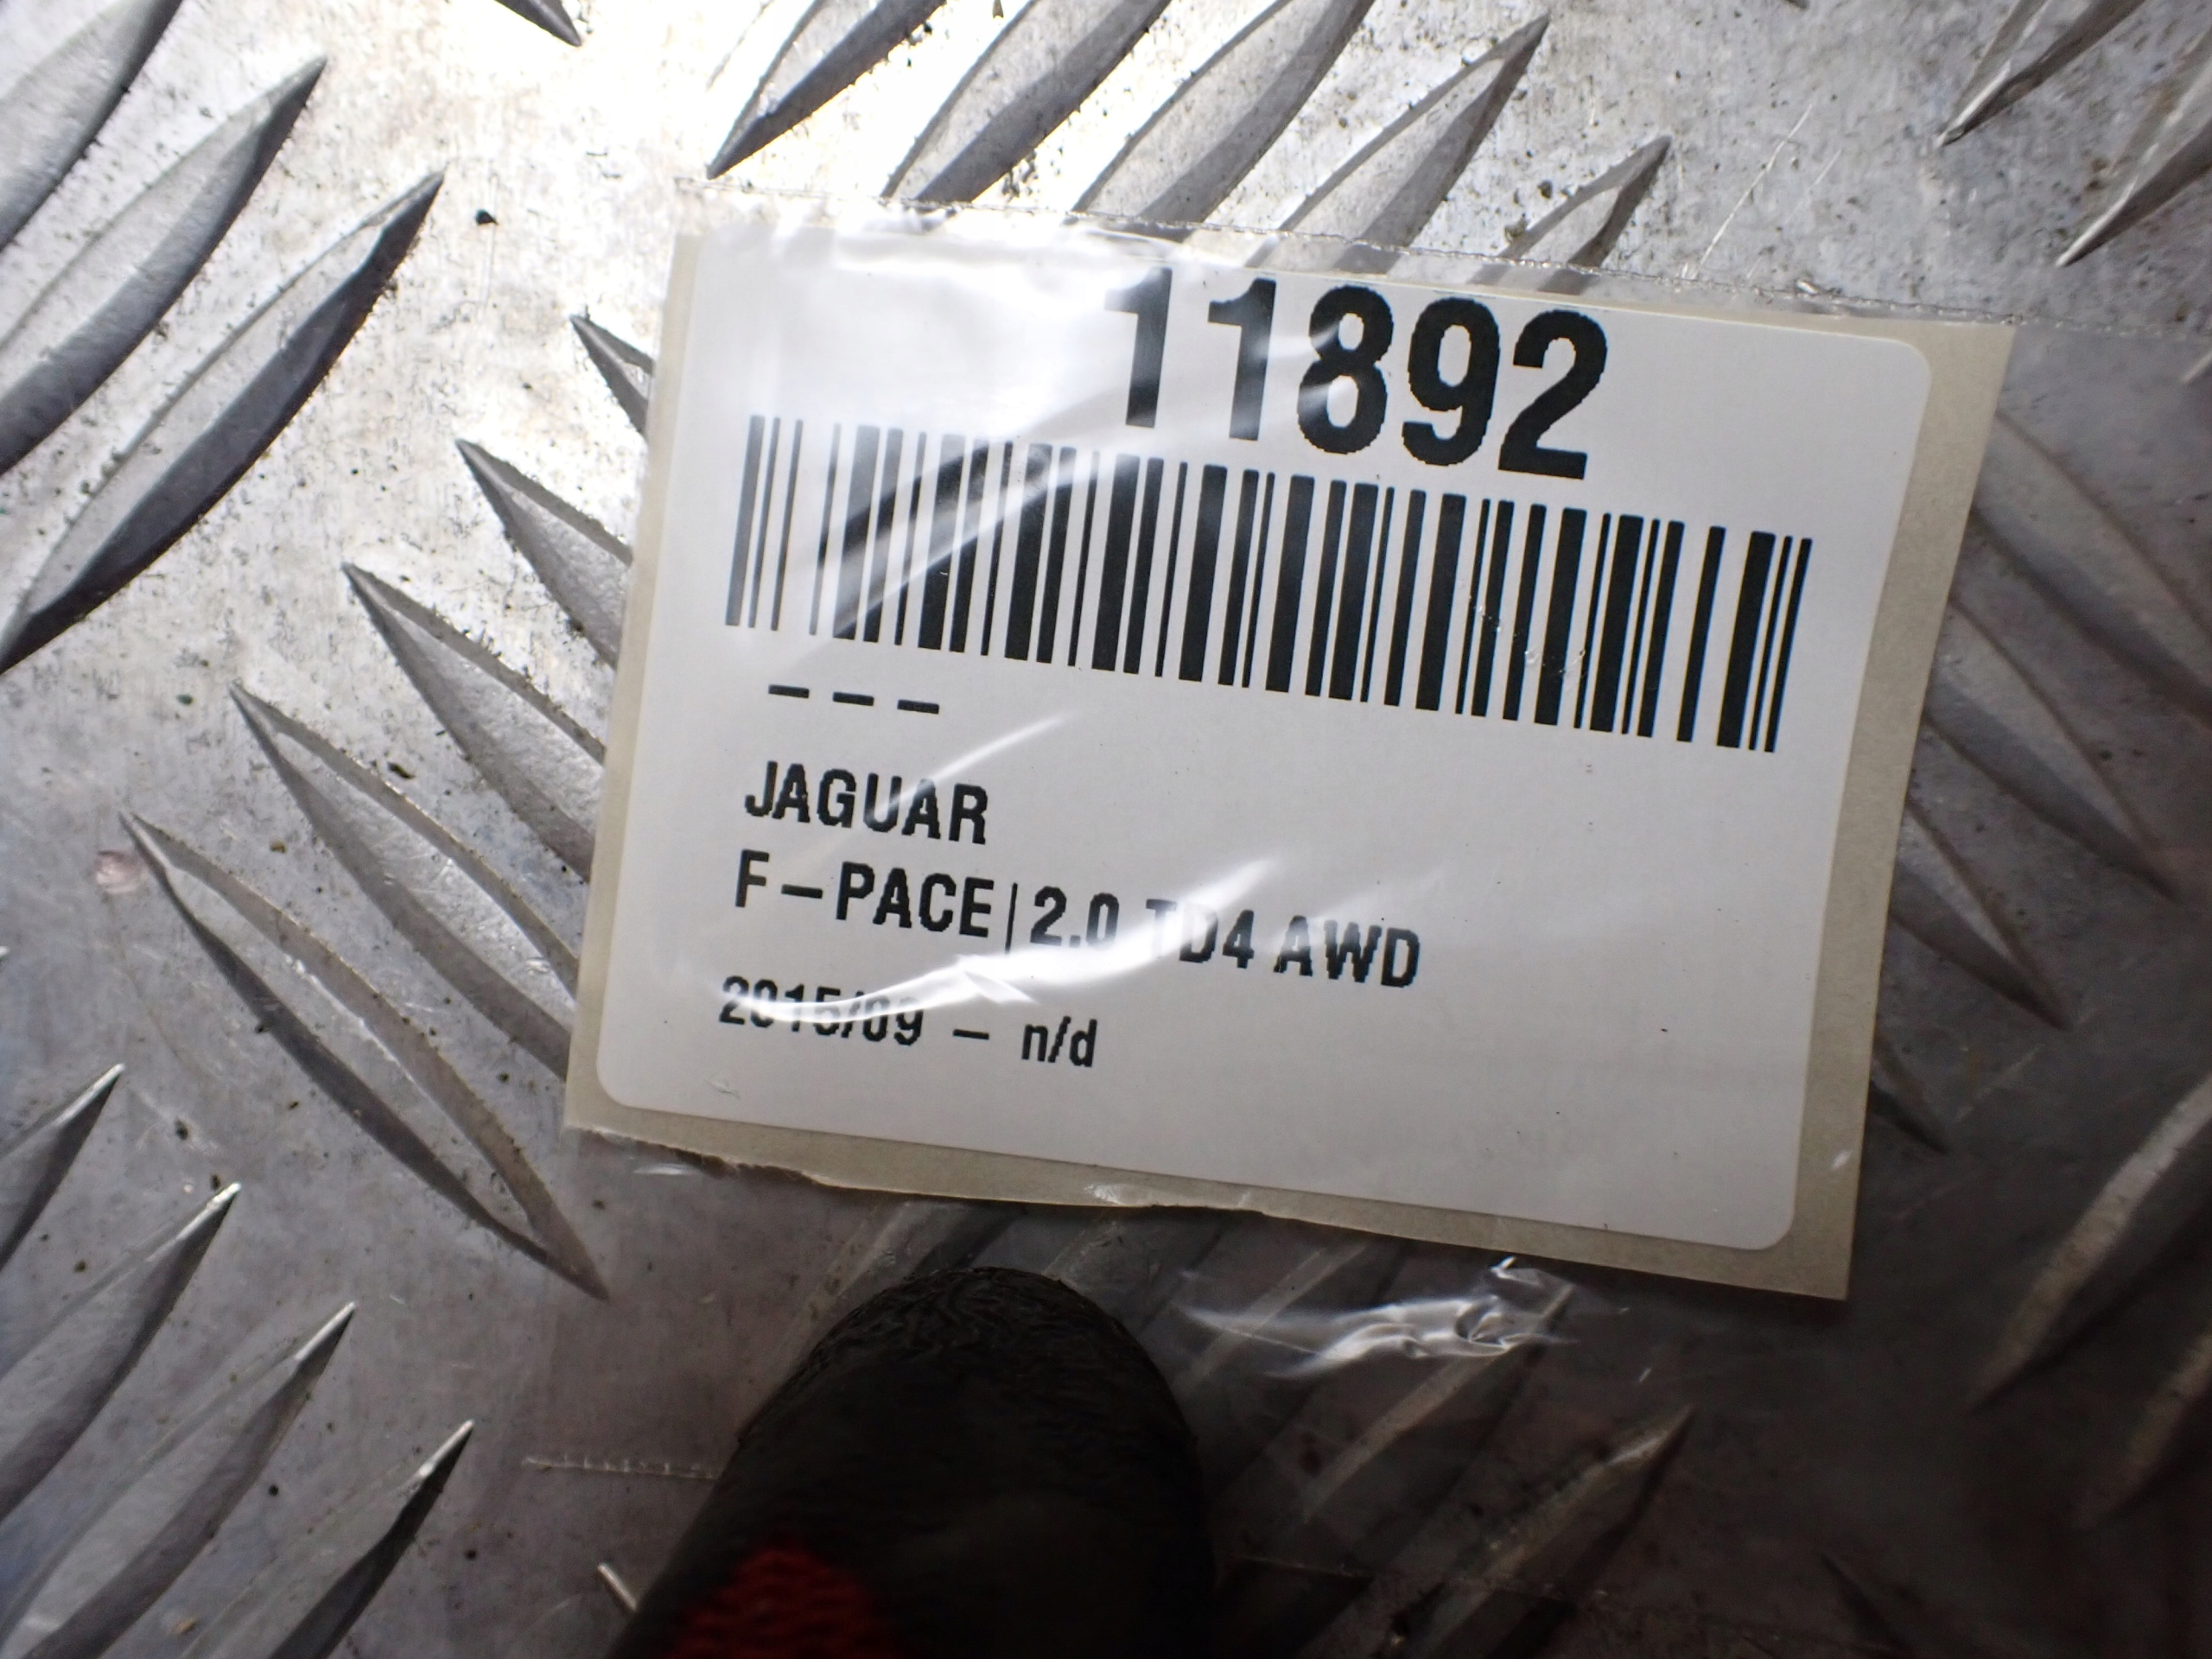 11892
– – –
JAGUAR
F–PACE|2.0 TD4 AWD
2015/09 – n/d